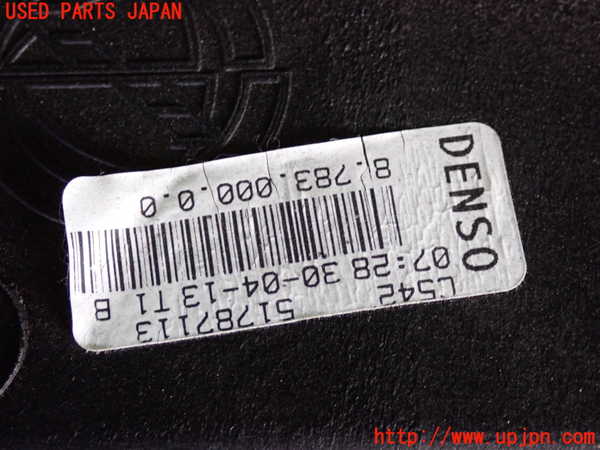 USED PARTS JAPAN
DENSO
L542
51787113
07:28 30-04-13 T1 B
8.783.000.0.0
http://www.upjpn.com/